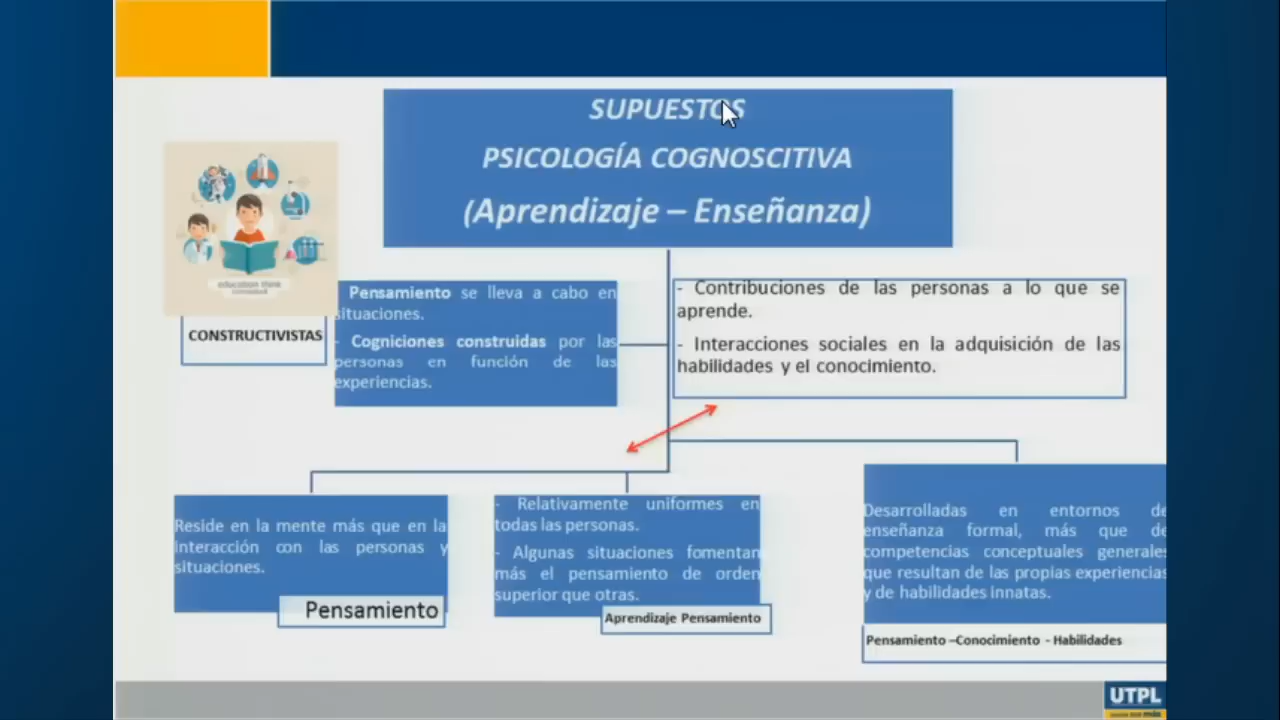 SUPUESTOS
PSICOLOGÍA COGNOSCITIVA
(Aprendizaje – Enseñanza)
CONSTRUCTIVISTAS
Pensamiento se lleva a cabo en
situaciones.
- Cogniciones construidas por las
personas en función de las
experiencias.
- Contribuciones de las personas a lo que se
aprende.
- Interacciones sociales en la adquisición de las
habilidades y el conocimiento.
Reside en la mente más que en la
interacción con las personas y
situaciones.
Pensamiento
- Relativamente uniformes en
todas las personas.
- Algunas situaciones fomentan
más el pensamiento de orden
superior que otras.
Aprendizaje Pensamiento
Desarrolladas en entornos de
enseñanza formal, más que de
competencias conceptuales generales
que resultan de las propias experiencias
y de habilidades innatas.
Pensamiento –Conocimiento - Habilidades
UTPL